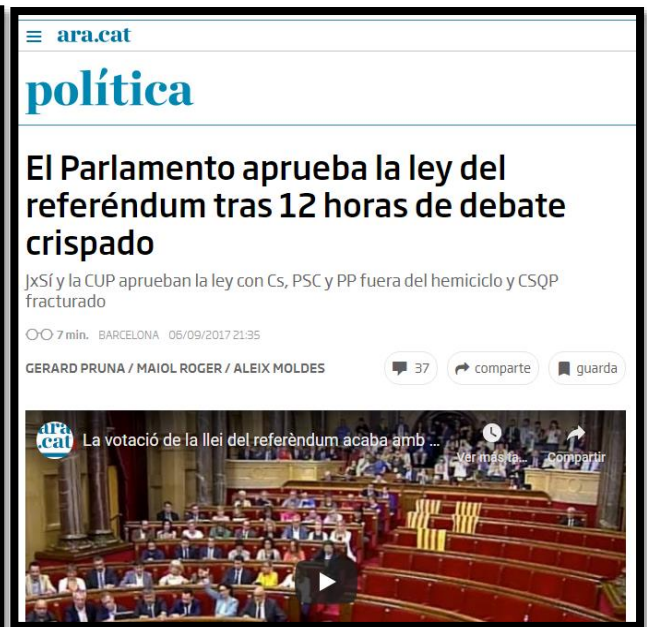 ≡ ara.cat
política
El Parlamento aprueba la ley del
referéndum tras 12 horas de debate
crispado
JxSí y la CUP aprueban la ley con Cs, PSC y PP fuera del hemiciclo y CSQP
fracturado
7 min. BARCELONA 06/09/2017 21:35
GERARD PRUNA / MAIOL ROGER / ALEIX MOLDES
37
comparte
guarda
ara
.cat
La votació de la llei del referèndum acaba amb ...
Ver más ta...
Compartir